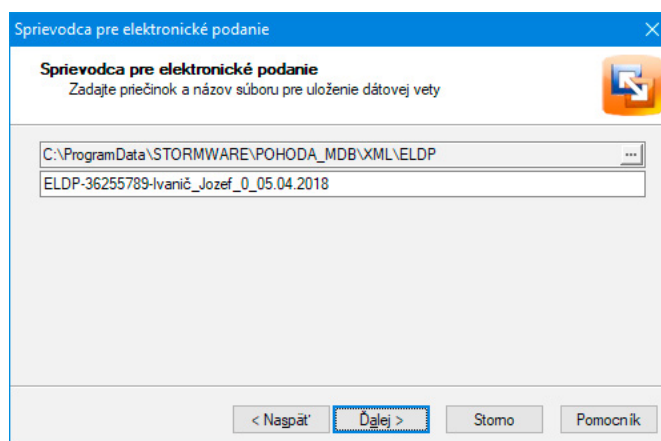 Sprievodca pre elektronické podanie
Sprievodca pre elektronické podanie
Zadajte priečinok a názov súboru pre uloženie dátovej vety
C:\ProgramData\STORMWARE\POHODA_MDB\XML\ELDP
...
ELDP-36255789-Ivanič_Jozef_0_05.04.2018
< Naspäť
Ďalej >
Storno
Pomocník